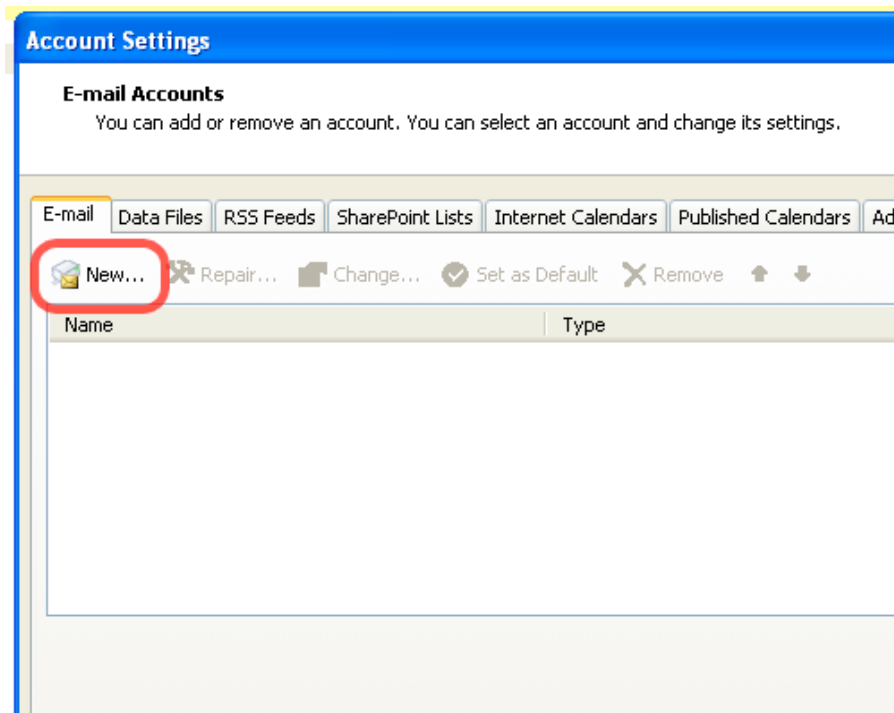 Account Settings
E-mail Accounts
You can add or remove an account. You can select an account and change its settings.
E-mail Data Files RSS Feeds SharePoint Lists Internet Calendars Published Calendars Ad
New... Repair... Change... Set as Default Remove
Name Type